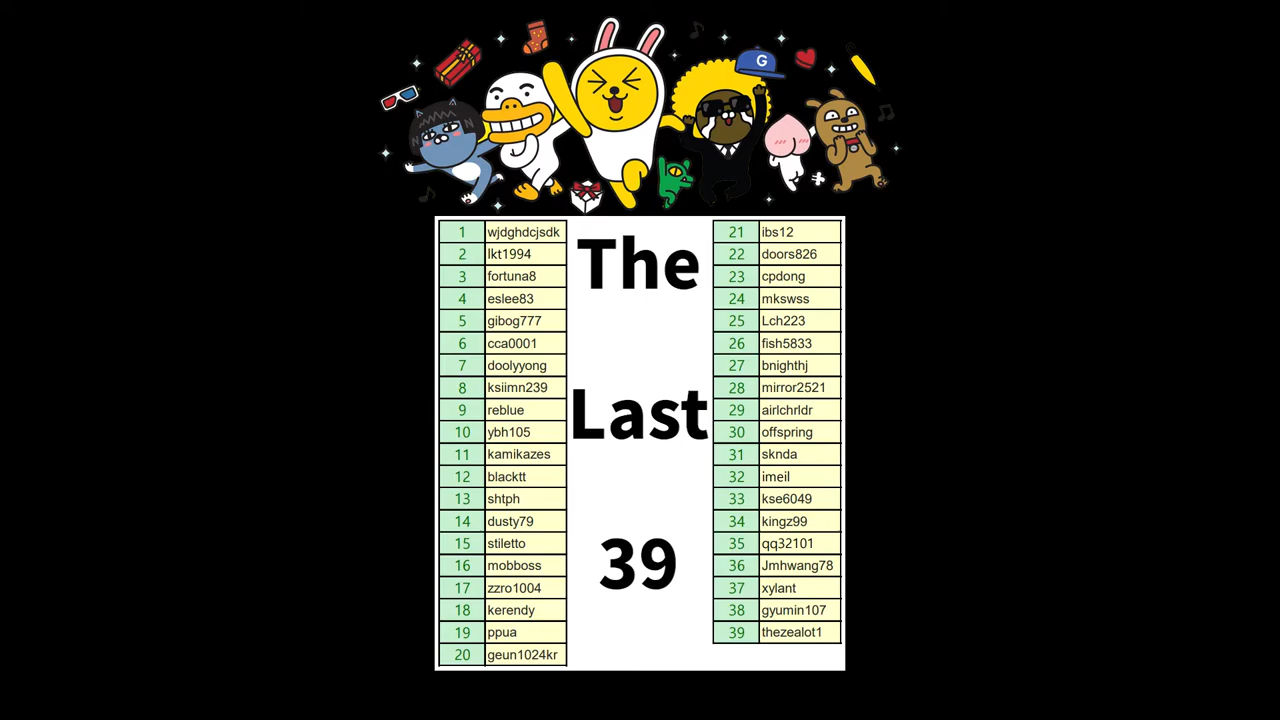 G
N N
1 wjdghdcjsdk
2 lkt1994
3 fortuna8
4 eslee83
5 gibog777
6 cca0001
7 doolyyong
8 ksiimn239
9 reblue
10 ybh105
11 kamikazes
12 blacktt
13 shtph
14 dusty79
15 stiletto
16 mobboss
17 zzro1004
18 kerendy
19 ppua
20 geun1024kr
The
Last
39
21 ibs12
22 doors826
23 cpdong
24 mkswss
25 Lch223
26 fish5833
27 bnighthj
28 mirror2521
29 airlchrldr
30 offspring
31 sknda
32 imeil
33 kse6049
34 kingz99
35 qq32101
36 Jmhwang78
37 xylant
38 gyumin107
39 thezealot1